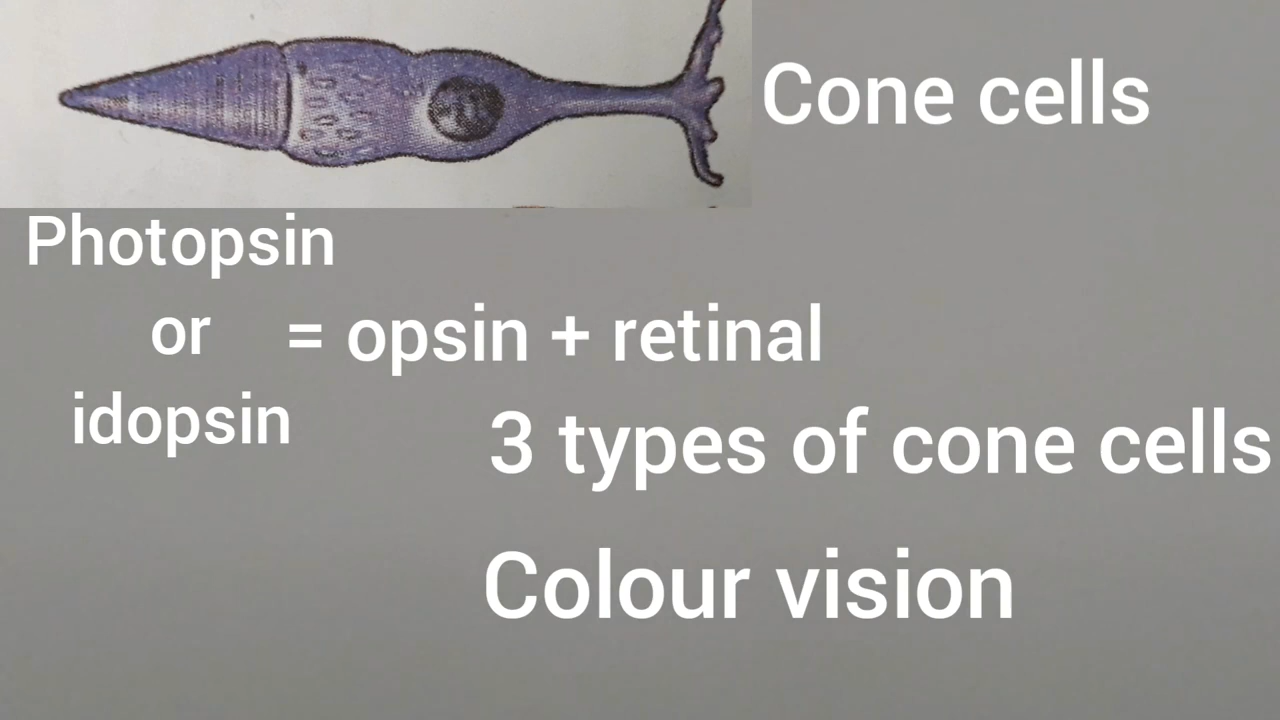 Cone cells
Photopsin
or = opsin + retinal
idopsin
3 types of cone cells
Colour vision